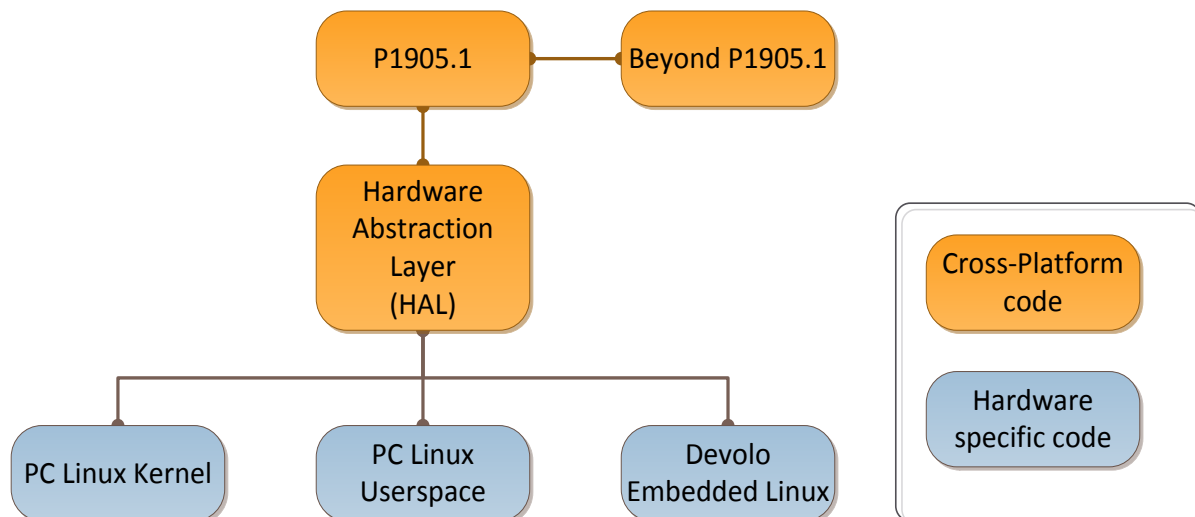 P1905.1
Beyond P1905.1
Hardware
Abstraction
Layer
(HAL)
Cross-Platform
code
Hardware
specific code
PC Linux Kernel
PC Linux
Userspace
Devolo
Embedded Linux